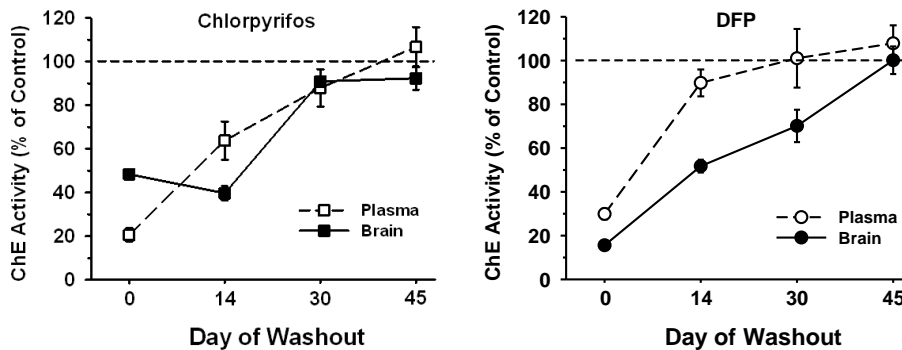 Chlorpyrifos
ChE Activity (% of Control)
120
100
80
60
40
20
0
Plasma
Brain
0 14 30 45
Day of Washout
DFP
ChE Activity (% of Control)
120
100
80
60
40
20
0
Plasma
Brain
0 14 30 45
Day of Washout